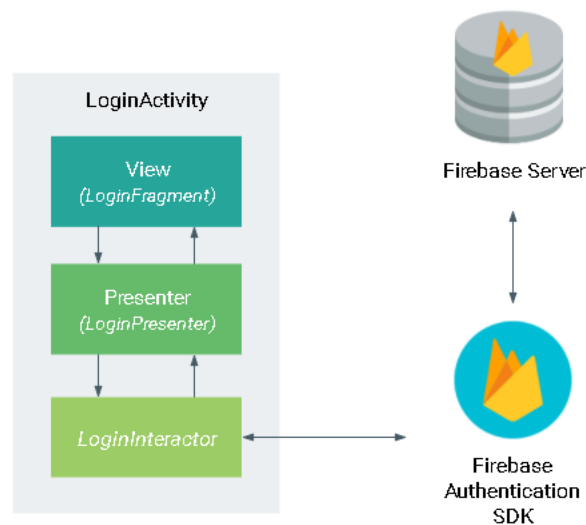 LoginActivity
View
(LoginFragment)
Presenter
(LoginPresenter)
LoginInteractor
Firebase Server
Firebase
Authentication
SDK